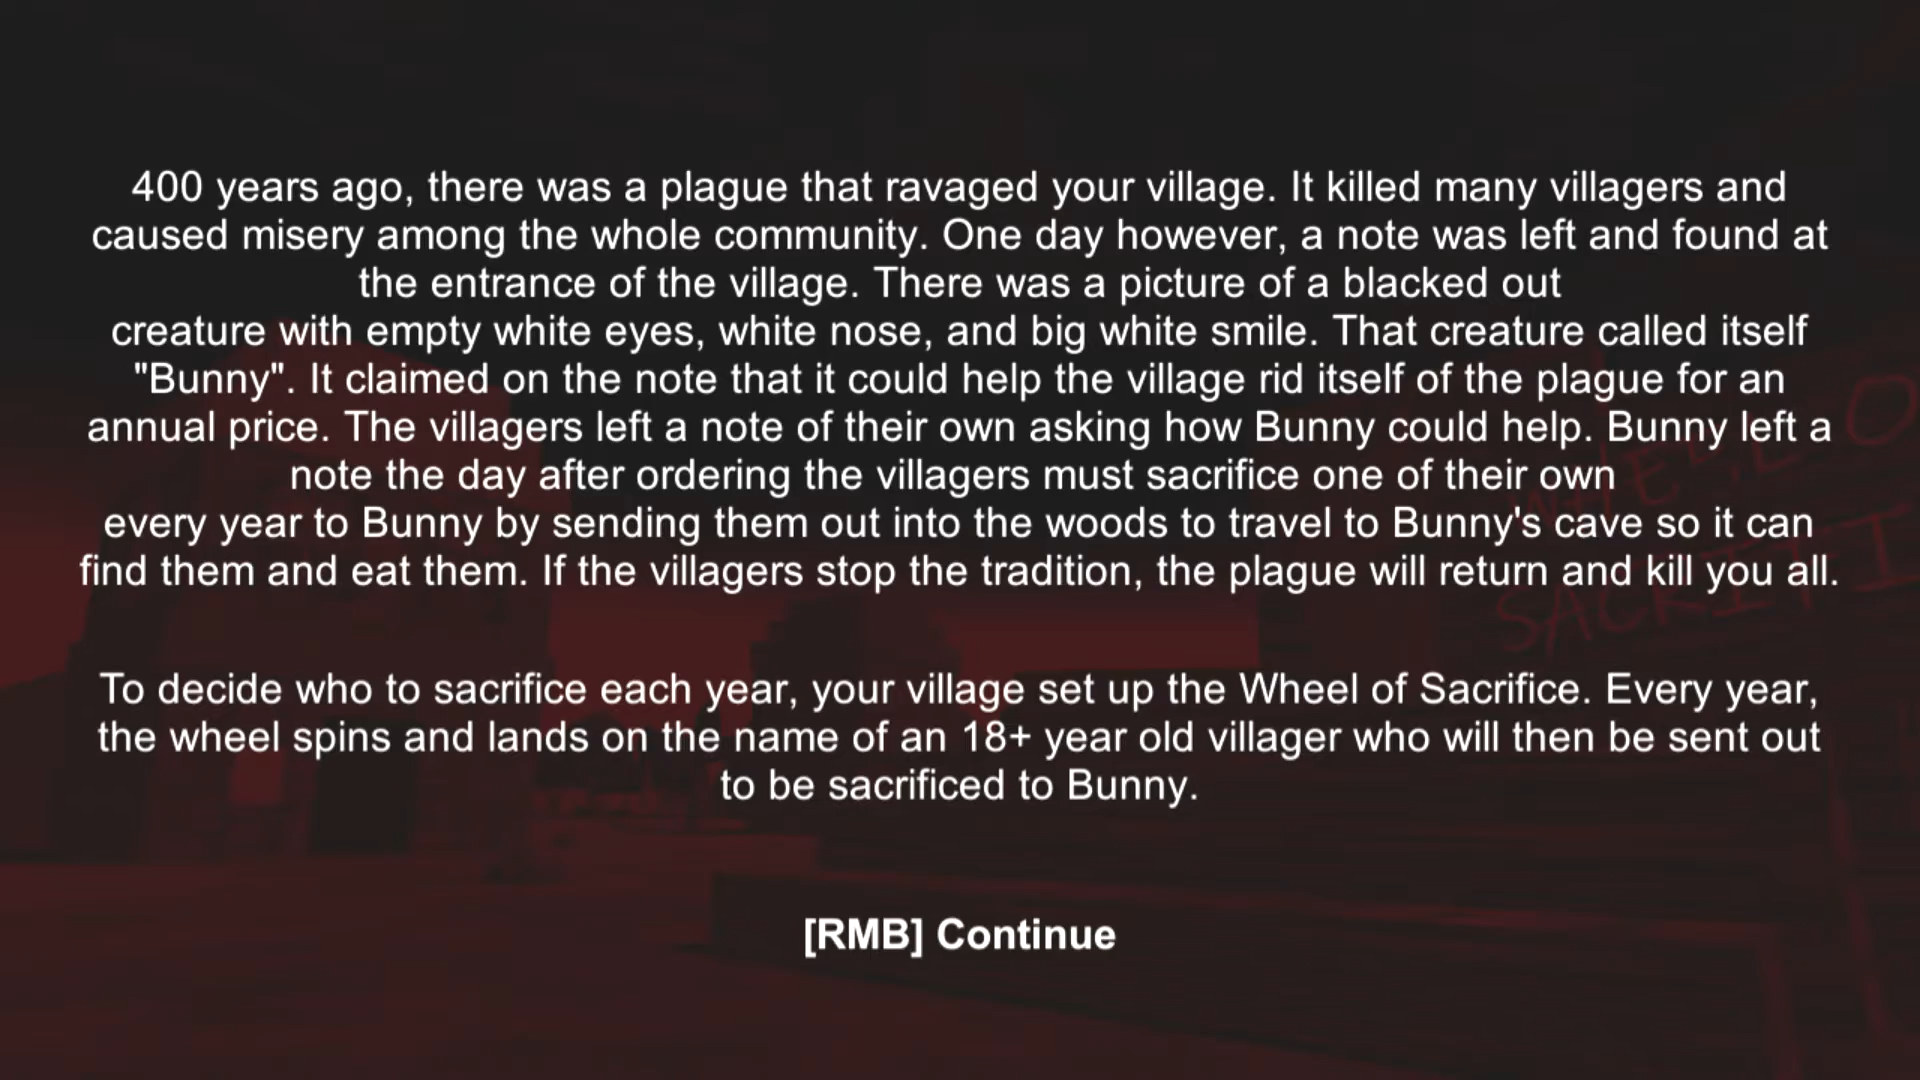 400 years ago, there was a plague that ravaged your village. It killed many villagers and
caused misery among the whole community. One day however, a note was left and found at
the entrance of the village. There was a picture of a blacked out
creature with empty white eyes, white nose, and big white smile. That creature called itself
"Bunny". It claimed on the note that it could help the village rid itself of the plague for an
annual price. The villagers left a note of their own asking how Bunny could help. Bunny left a
note the day after ordering the villagers must sacrifice one of their own
every year to Bunny by sending them out into the woods to travel to Bunny's cave so it can
find them and eat them. If the villagers stop the tradition, the plague will return and kill you all.
To decide who to sacrifice each year, your village set up the Wheel of Sacrifice. Every year,
the wheel spins and lands on the name of an 18+ year old villager who will then be sent out
to be sacrificed to Bunny.
[RMB] Continue